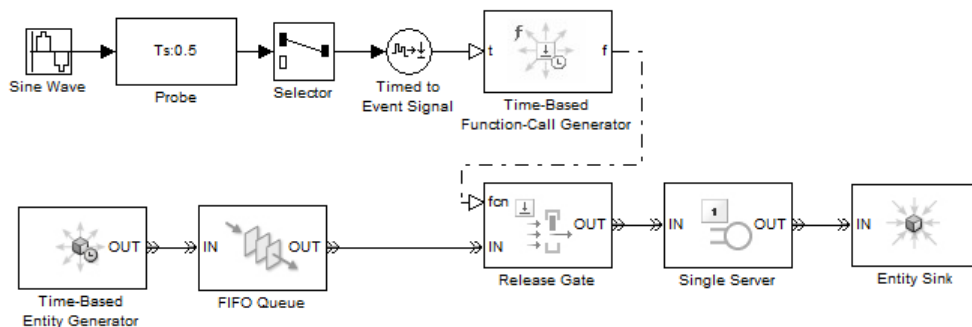 Ts:0.5
t
f
f
Sine Wave
Probe
Selector
Timed to
Event Signal
Time-Based
Function-Call Generator
fcn
IN
OUT
OUT
IN
OUT
IN
1
IN
OUT
IN
Time-Based
Entity Generator
FIFO Queue
Release Gate
Single Server
Entity Sink